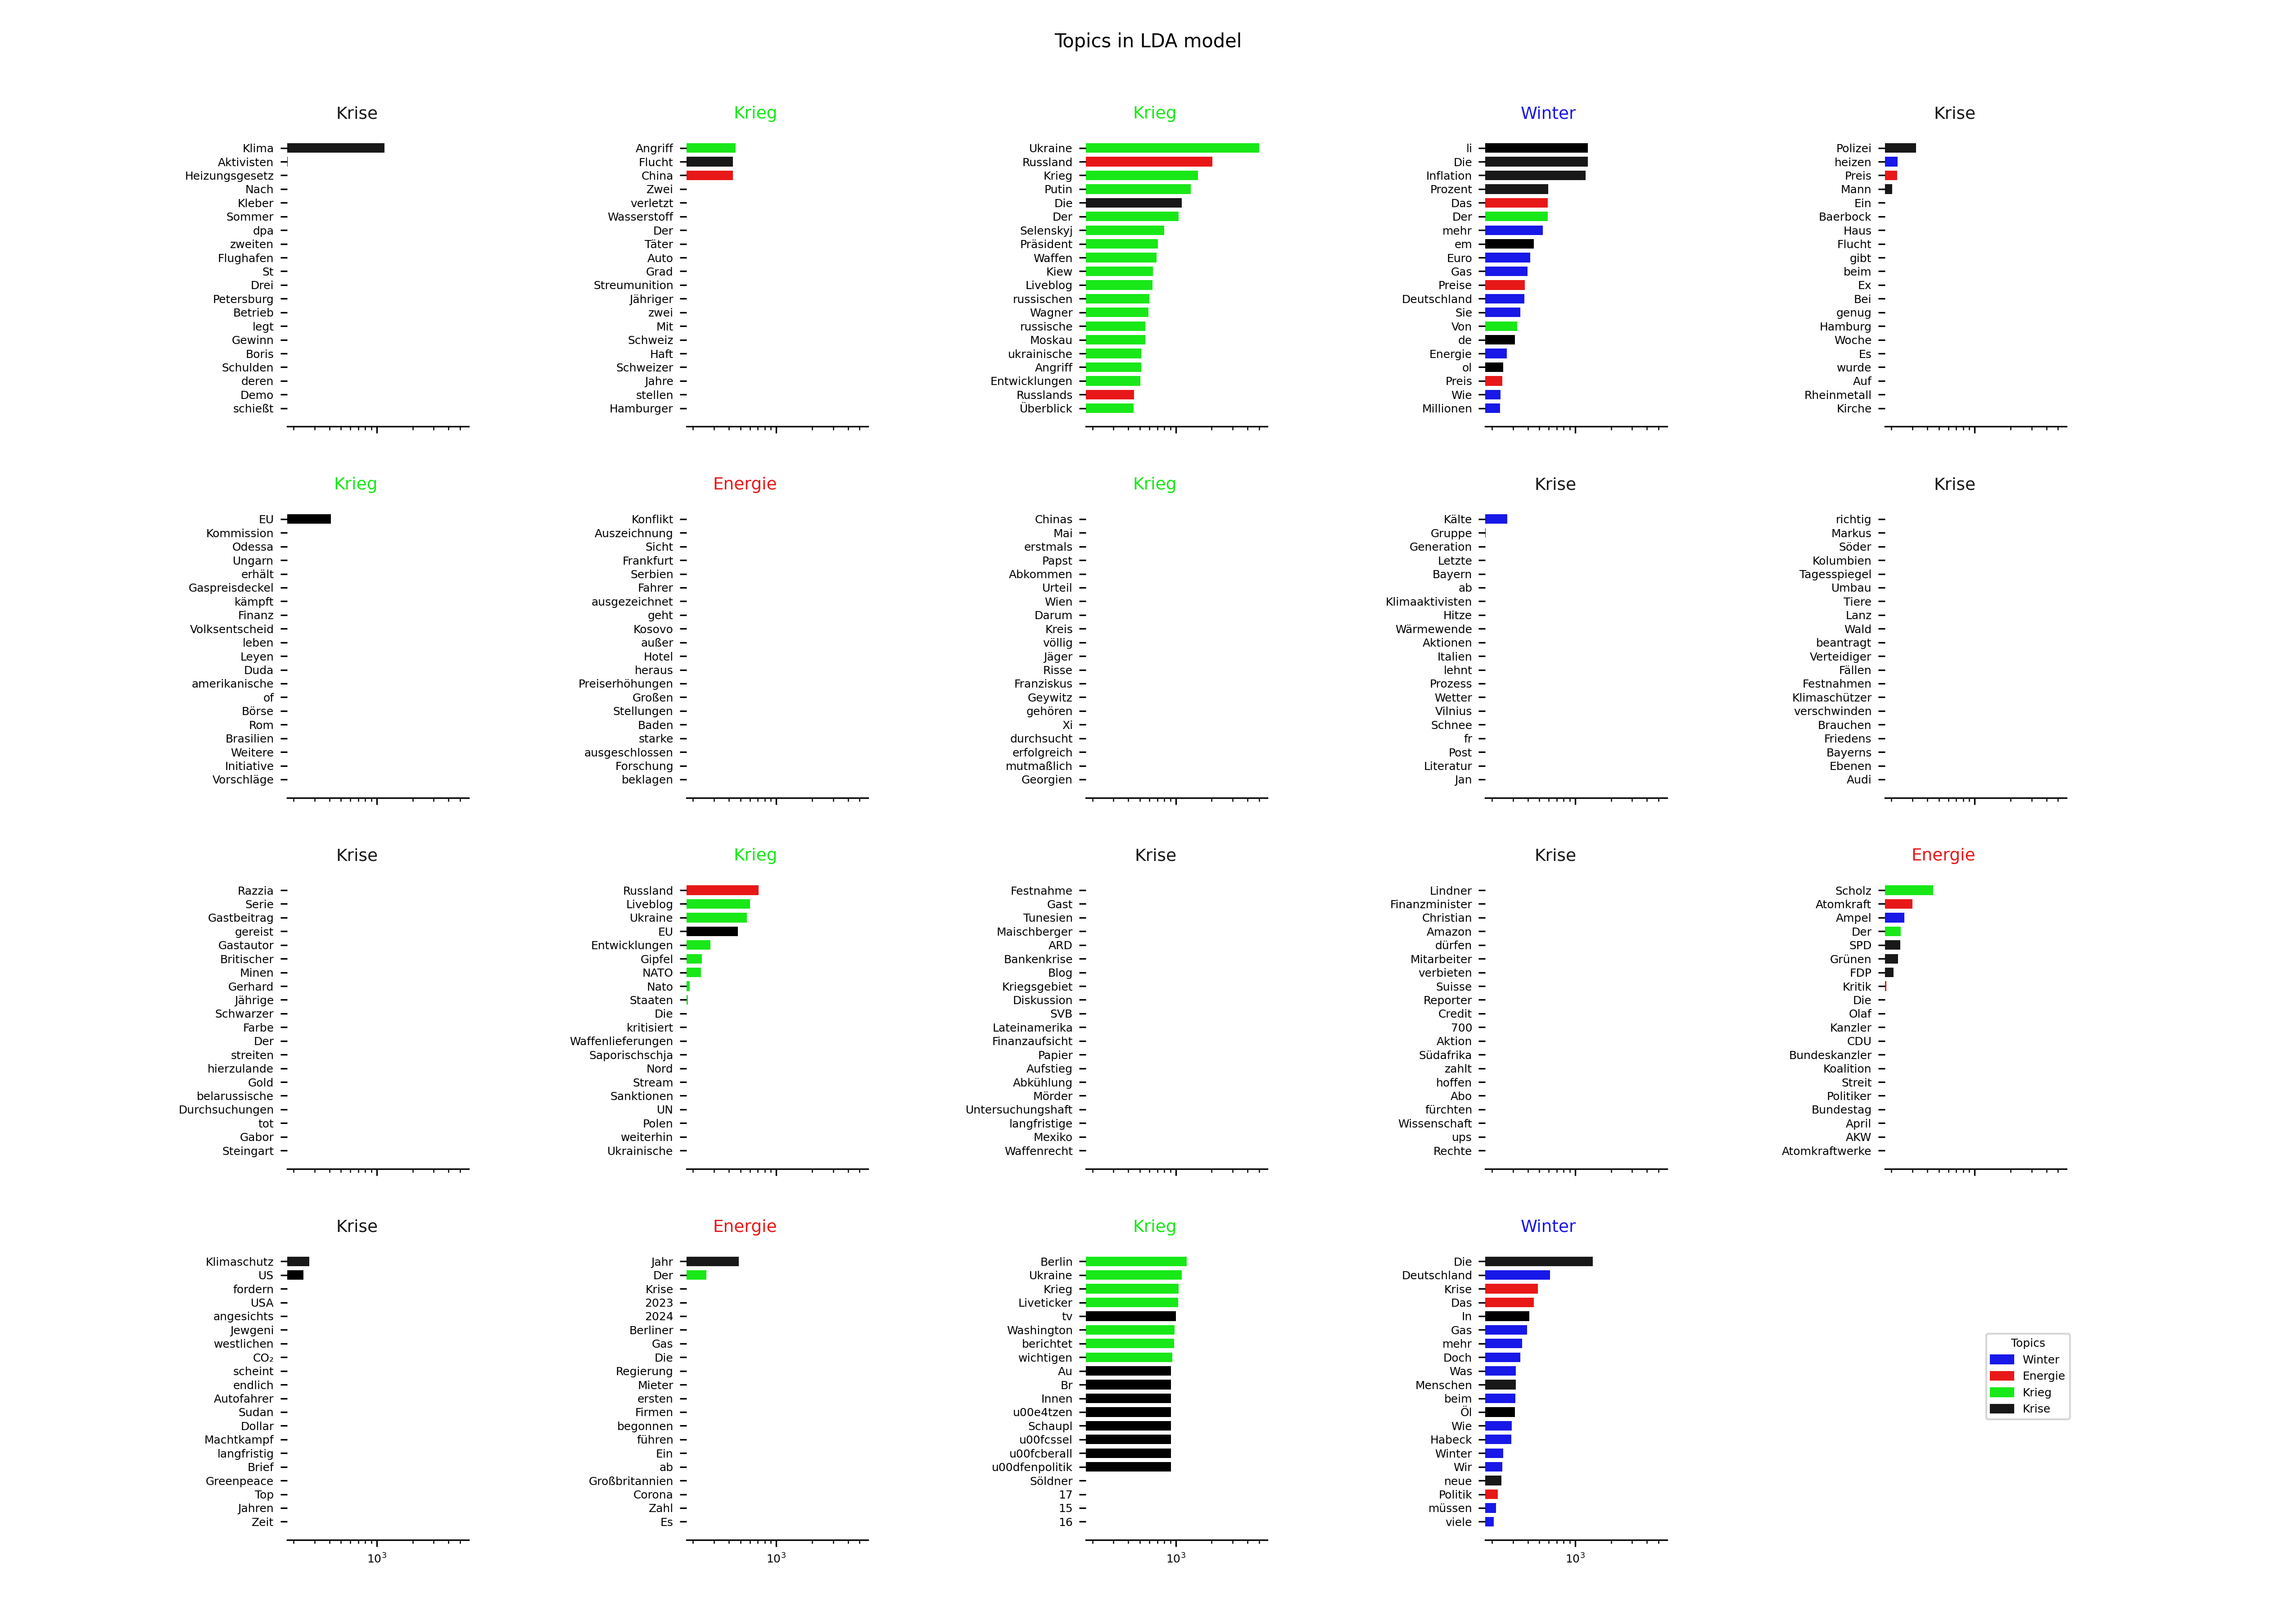 Topics in LDA model
Krise
Klima
Aktivisten
Heizungsgesetz
Nach
Kleber
Sommer
dpa
zweiten
Flughafen
St
Drei
Petersburg
Betrieb
legt
Gewinn
Boris
Schulden
deren
Demo
schießt
Krieg
Angriff
Flucht
China
Zwei
verletzt
Wasserstoff
Der
Täter
Auto
Grad
Streumunition
Jähriger
zwei
Mit
Schweiz
Haft
Schweizer
Jahre
stellen
Hamburger
Krieg
Ukraine
Russland
Krieg
Putin
Die
Der
Selenskyj
Präsident
Waffen
Kiew
Liveblog
russischen
Wagner
russische
Moskau
ukrainische
Angriff
Entwicklungen
Russlands
Überblick
Winter
li
Die
Inflation
Prozent
Das
Der
mehr
em
Euro
Gas
Preise
Deutschland
Sie
Von
de
Energie
ol
Preis
Wie
Millionen
Krise
Polizei
heizen
Preis
Mann
Ein
Baerbock
Haus
Flucht
gibt
beim
Ex
Bei
genug
Hamburg
Woche
Es
wurde
Auf
Rheinmetall
Kirche
Krieg
EU
Kommission
Odessa
Ungarn
erhält
Gaspreisdeckel
kämpft
Finanz
Volksentscheid
leben
Leyen
Duda
amerikanische
of
Börse
Rom
Brasilien
Weitere
Initiative
Vorschläge
Energie
Konflikt
Auszeichnung
Sicht
Frankfurt
Serbien
Fahrer
ausgezeichnet
geht
Kosovo
außer
Hotel
heraus
Preiserhöhungen
Großen
Stellungen
Baden
starke
ausgeschlossen
Forschung
beklagen
Krieg
Chinas
Mai
erstmals
Papst
Abkommen
Urteil
Wien
Darum
Kreis
völlig
Jäger
Risse
Franziskus
Geywitz
gehören
Xi
durchsucht
erfolgreich
mutmaßlich
Georgien
Krise
Kälte
Gruppe
Generation
Letzte
Bayern
ab
Klimaaktivisten
Hitze
Wärmewende
Aktionen
Italien
lehnt
Prozess
Wetter
Vilnius
Schnee
fr
Post
Literatur
Jan
Krise
richtig
Markus
Söder
Kolumbien
Tagesspiegel
Umbau
Tiere
Lanz
Wald
beantragt
Verteidiger
Fällen
Festnahmen
Klimaschützer
verschwinden
Brauchen
Friedens
Bayerns
Ebenen
Audi
Krise
Razzia
Serie
Gastbeitrag
gereist
Gastautor
Britischer
Minen
Gerhard
Jährige
Schwarzer
Farbe
Der
streiten
hierzulande
Gold
belarussische
Durchsuchungen
tot
Gabor
Steingart
Krieg
Russland
Liveblog
Ukraine
EU
Entwicklungen
Gipfel
NATO
Nato
Staaten
Die
kritisiert
Waffenlieferungen
Saporischschja
Nord
Stream
Sanktionen
UN
Polen
weiterhin
Ukrainische
Krise
Festnahme
Gast
Tunesien
Maischberger
ARD
Bankenkrise
Blog
Kriegsgebiet
Diskussion
SVB
Lateinamerika
Finanzaufsicht
Papier
Aufstieg
Abkühlung
Mörder
Untersuchungshaft
langfristige
Mexiko
Waffenrecht
Krise
Lindner
Finanzminister
Christian
Amazon
dürfen
Mitarbeiter
verbieten
Suisse
Reporter
Credit
700
Aktion
Südafrika
zahlt
hoffen
Abo
fürchten
Wissenschaft
ups
Rechte
Energie
Scholz
Atomkraft
Ampel
Der
SPD
Grünen
FDP
Kritik
Die
Olaf
Kanzler
CDU
Bundeskanzler
Koalition
Streit
Politiker
Bundestag
April
AKW
Atomkraftwerke
Krise
Klimaschutz
US
fordern
USA
angesichts
Jewgeni
westlichen
CO₂
scheint
endlich
Autofahrer
Sudan
Dollar
Machtkampf
langfristig
Brief
Greenpeace
Top
Jahren
Zeit
10³
Energie
Jahr
Der
Krise
2023
2024
Berliner
Gas
Die
Regierung
Mieter
ersten
Firmen
begonnen
führen
Ein
ab
Großbritannien
Corona
Zahl
Es
10³
Krieg
Berlin
Ukraine
Krieg
Liveticker
tv
Washington
berichtet
wichtigen
Au
Br
Innen
u00e4tzen
Schaupl
u00fcssel
u00fcberall
u00dfenpolitik
Söldner
17
15
16
10³
Winter
Die
Deutschland
Krise
Das
In
Gas
mehr
Doch
Was
Menschen
beim
Öl
Wie
Habeck
Winter
Wir
neue
Politik
müssen
viele
10³
Topics
Winter
Energie
Krieg
Krise